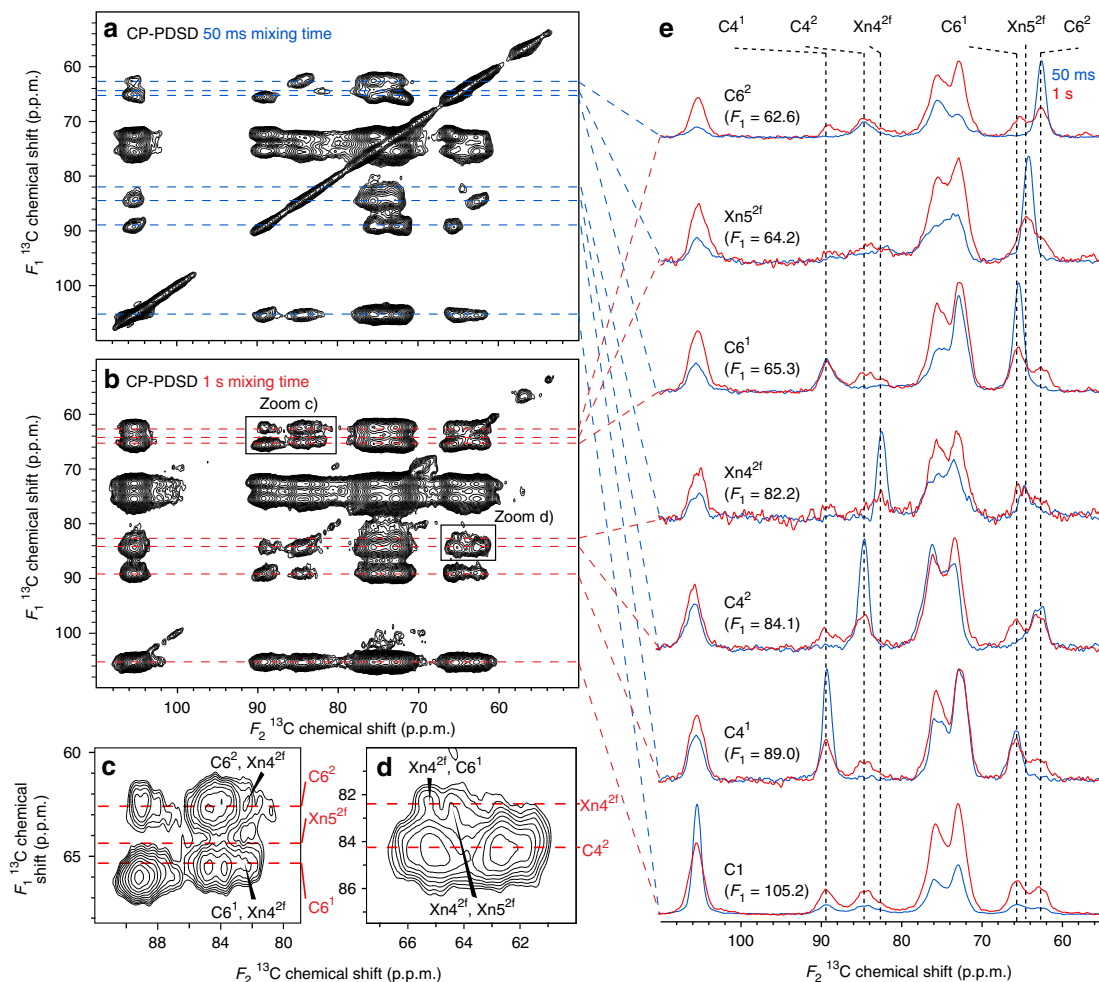 a
CP-PDSD 50 ms mixing time
60
70
80
90
100
F1 13C chemical shift (p.p.m.)
b
CP-PDSD 1 s mixing time
Zoom c)
Zoom d)
60
70
80
90
100
F1 13C chemical shift (p.p.m.)
100
90
80
70
60
F2 13C chemical shift (p.p.m.)
c
C6², Xn4²ᶠ
C6¹, Xn4²ᶠ
C6²
Xn5²ᶠ
C6¹
60
65
F1 13C chemical
shift (p.p.m.)
88
84
80
d
Xn4²ᶠ, C6¹
Xn4²ᶠ, Xn5²ᶠ
Xn4²ᶠ
C4²
82
84
86
66
64
62
F2 13C chemical shift (p.p.m.)
e
C4¹
C4²
Xn4²ᶠ
C6¹
Xn5²ᶠ
C6²
50 ms
1 s
C6²
(F1 = 62.6)
Xn5²ᶠ
(F1 = 64.2)
C6¹
(F1 = 65.3)
Xn4²ᶠ
(F1 = 82.2)
C4²
(F1 = 84.1)
C4¹
(F1 = 89.0)
C1
(F1 = 105.2)
100
90
80
70
60
F2 13C chemical shift (p.p.m.)